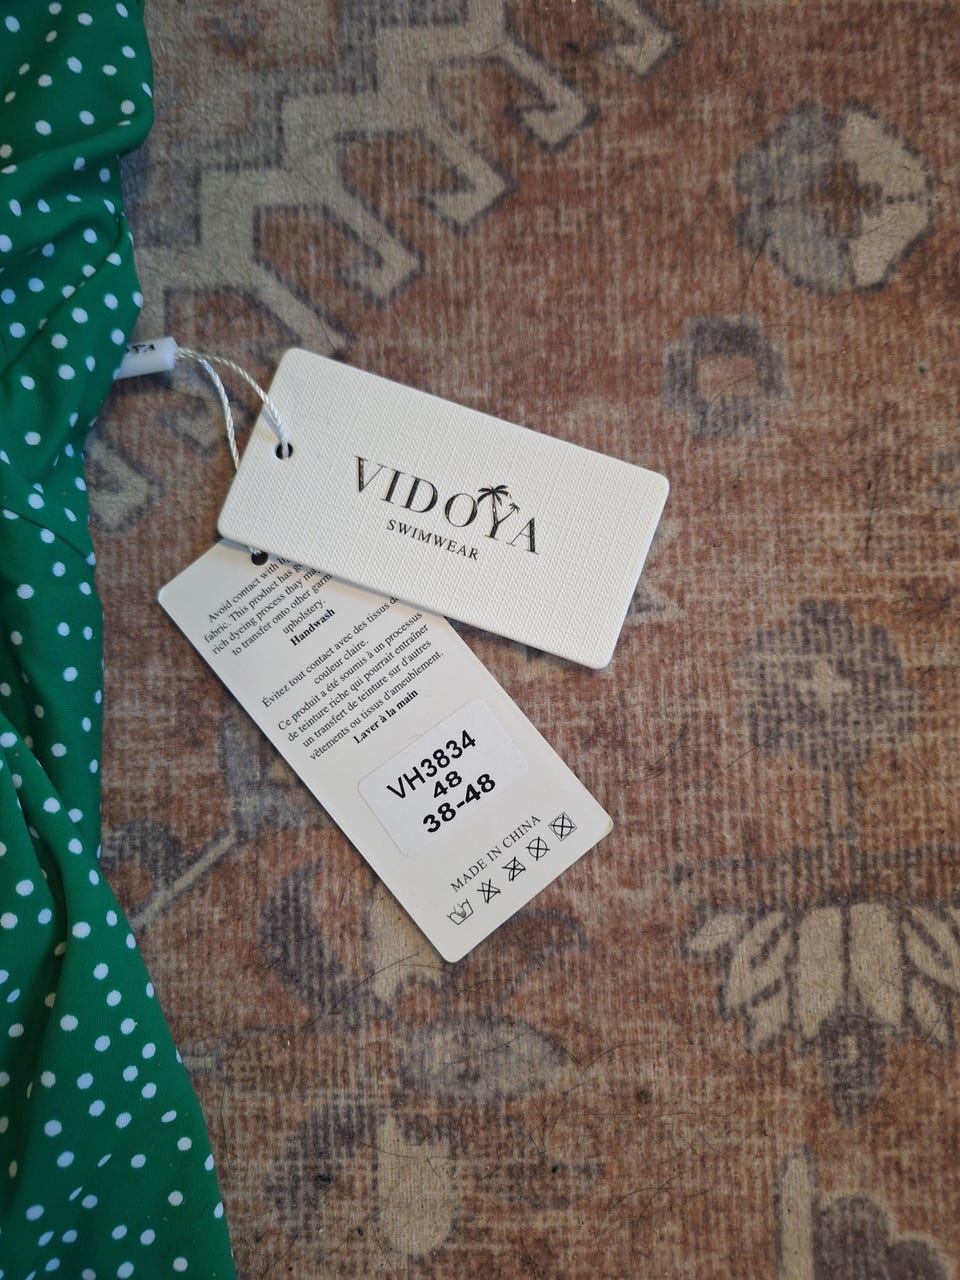 VIDOYA
SWIMWEAR
Avoid contact with
fabric. This product has
rich dyeing process thay
to transfer onto other
upholstery.
Handwash
Évitez tout contact avec des tissus
couleur claire.
Ce produit a été soumis à un processus
de teinture riche qui pourrait entraîner
un transfert de teinture sur d'autres
vêtements ou tissus d'ameublement.
Laver à la main
VH3834
48
38-48
MADE IN CHINA